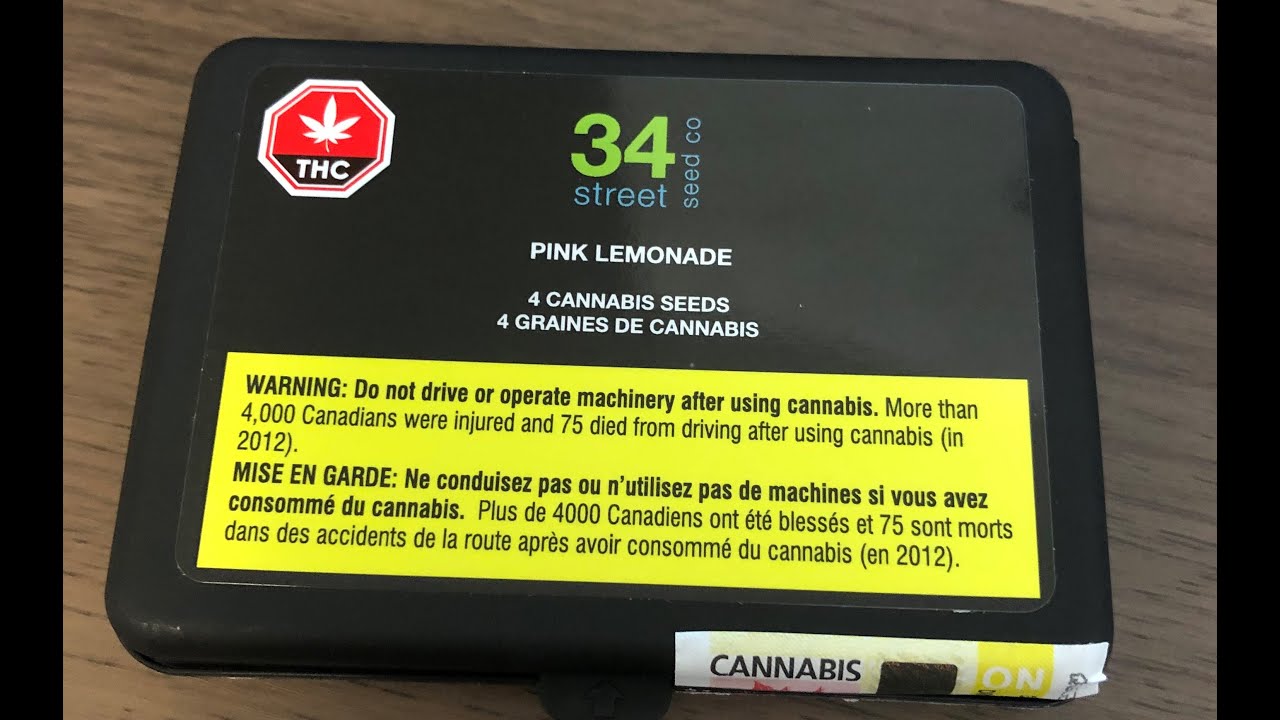 THC
34
street
seed co
PINK LEMONADE
4 CANNABIS SEEDS
4 GRAINES DE CANNABIS
WARNING: Do not drive or operate machinery after using cannabis. More than
4,000 Canadians were injured and 75 died from driving after using cannabis (in
2012).
MISE EN GARDE: Ne conduisez pas ou n'utilisez pas de machines si vous avez
consommé du cannabis. Plus de 4000 Canadiens ont été blessés et 75 sont morts
dans des accidents de la route après avoir consommé du cannabis (en 2012).
CANNABIS
ON